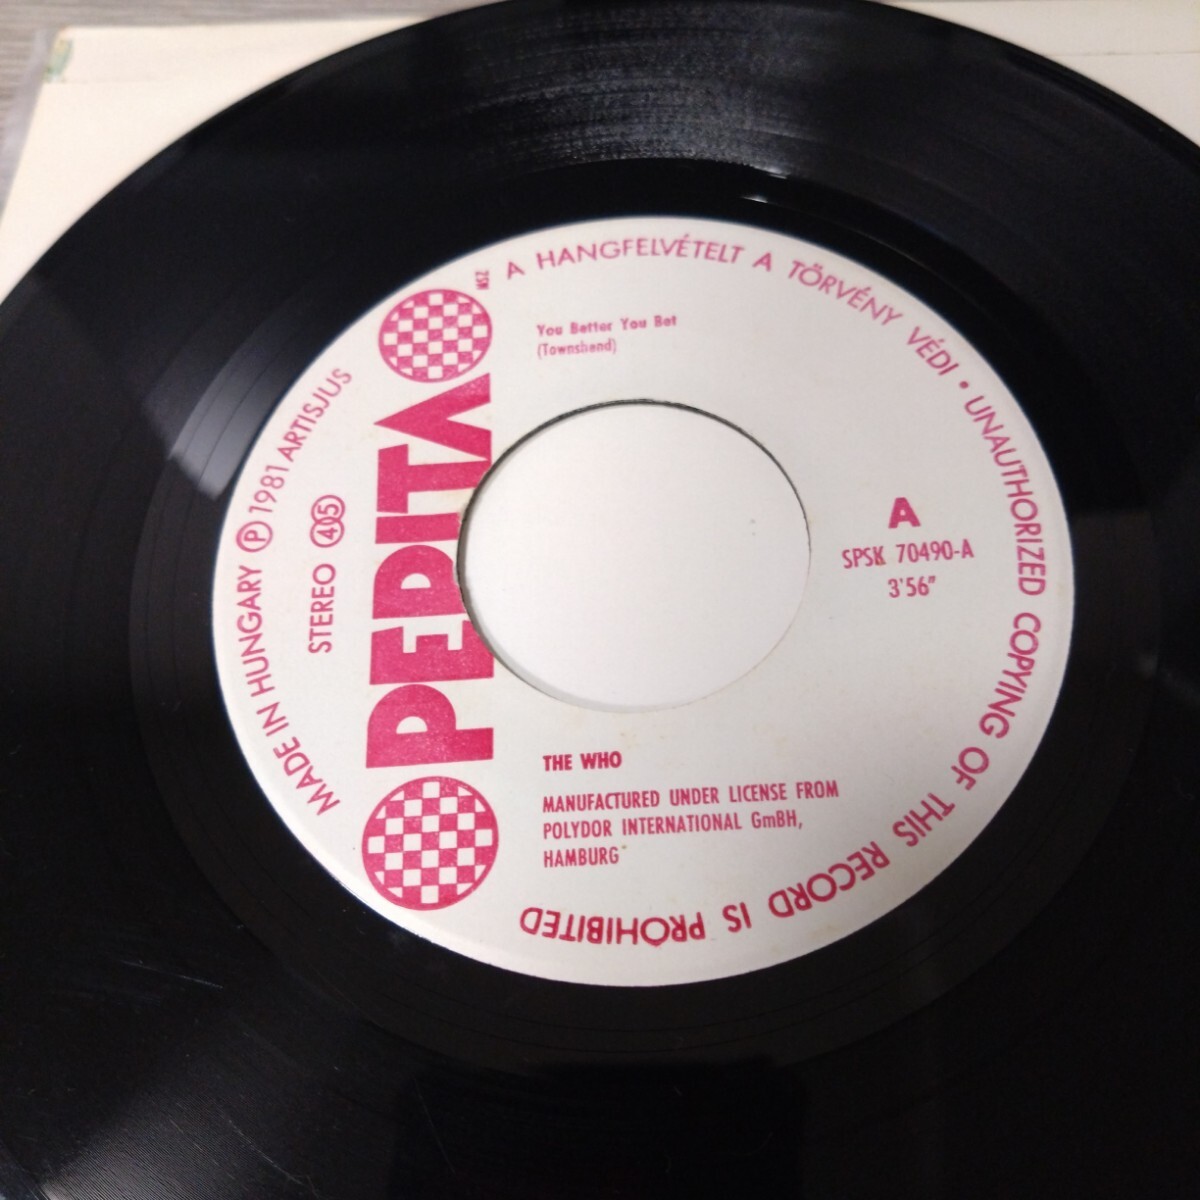 A HANGFELVÉTELT A TÖRVÉNY VÉDI • UNAUTHORIZED COPYING OF THIS RECORD IS PROHIBITED
MADE IN HUNGARY Ⓟ 1981 ARTISJUS
STEREO 45
PEPITA
MSZ
You Better You Bet
(Townshend)
A
SPSK 70490-A
3'56"
THE WHO
MANUFACTURED UNDER LICENSE FROM
POLYDOR INTERNATIONAL GmBH,
HAMBURG